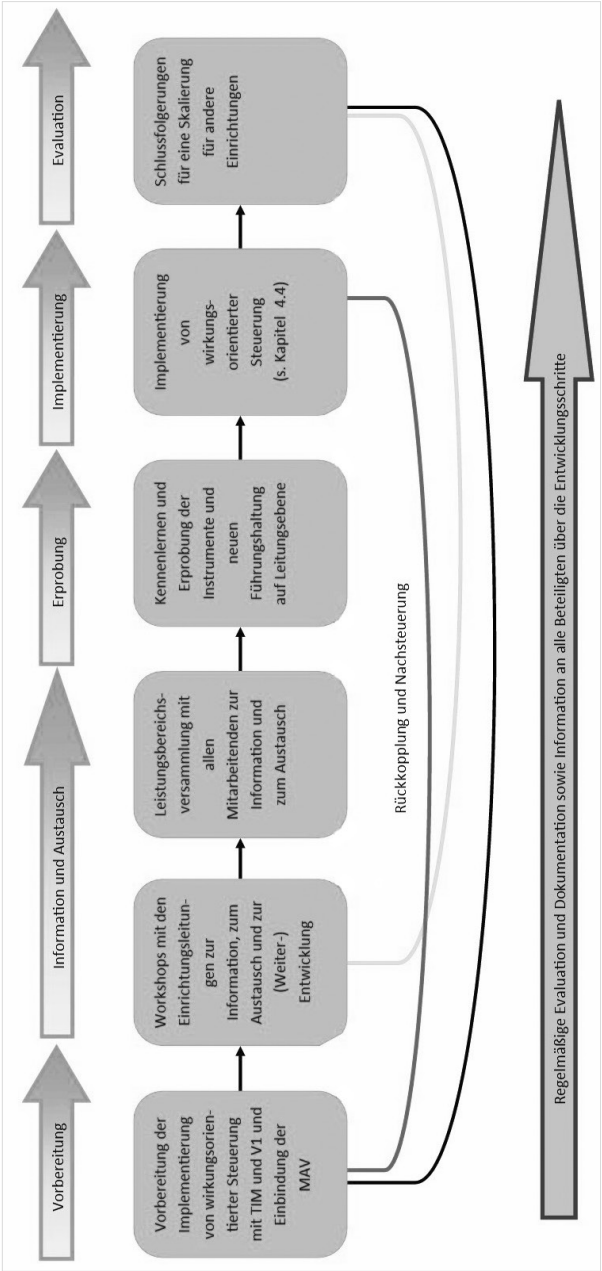 Vorbereitung
Information und Austausch
Erprobung
Implementierung
Evaluation
Vorbereitung der
Implementierung
von wirkungsorien-
tierter Steuerung
mit TIM und V1 und
Einbindung der
MAV
Workshops mit den
Einrichtungsleitun-
gen zur
Information, zum
Austausch und zur
(Weiter-)
Entwicklung
Leistungsbereichs-
versammlung mit
allen
Mitarbeitenden zur
Information und
zum Austausch
Kennenlernen und
Erprobung der
Instrumente und
neuen
Führungshaltung
auf Leitungsebene
Implementierung
von
wirkungs-
orientierter
Steuerung
(s. Kapitel 4.4)
Schlussfolgerungen
für eine Skalierung
für andere
Einrichtungen
Rückkopplung und Nachsteuerung
Regelmäßige Evaluation und Dokumentation sowie Information an alle Beteiligten über die Entwicklungsschritte